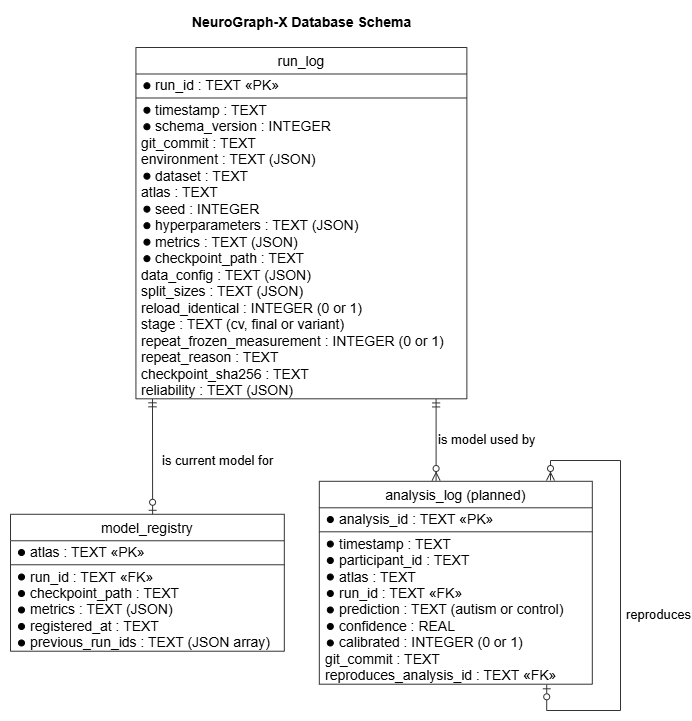 NeuroGraph-X Database Schema
run_log
● run_id : TEXT «PK»
● timestamp : TEXT
● schema_version : INTEGER
git_commit : TEXT
environment : TEXT (JSON)
● dataset : TEXT
atlas : TEXT
● seed : INTEGER
● hyperparameters : TEXT (JSON)
● metrics : TEXT (JSON)
● checkpoint_path : TEXT
data_config : TEXT (JSON)
split_sizes : TEXT (JSON)
reload_identical : INTEGER (0 or 1)
stage : TEXT (cv, final or variant)
repeat_frozen_measurement : INTEGER (0 or 1)
repeat_reason : TEXT
checkpoint_sha256 : TEXT
reliability : TEXT (JSON)
is current model for
is model used by
model_registry
● atlas : TEXT «PK»
● run_id : TEXT «FK»
● checkpoint_path : TEXT
● metrics : TEXT (JSON)
● registered_at : TEXT
● previous_run_ids : TEXT (JSON array)
analysis_log (planned)
● analysis_id : TEXT «PK»
● timestamp : TEXT
● participant_id : TEXT
● atlas : TEXT
● run_id : TEXT «FK»
● prediction : TEXT (autism or control)
● confidence : REAL
● calibrated : INTEGER (0 or 1)
git_commit : TEXT
reproduces_analysis_id : TEXT «FK»
reproduces